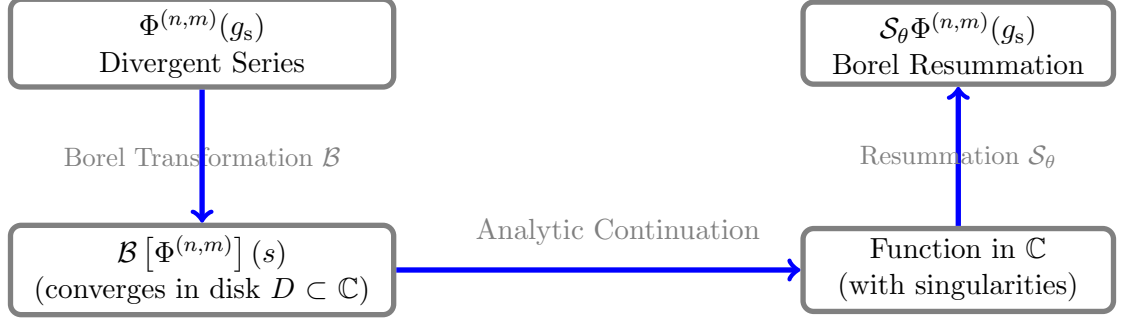 Φ^{(n,m)}(g_s)
Divergent Series
S_θΦ^{(n,m)}(g_s)
Borel Resummation
Borel Transformation B
Resummation S_θ
Analytic Continuation
B [Φ^{(n,m)}] (s)
(converges in disk D ⊂ ℂ)
Function in ℂ
(with singularities)